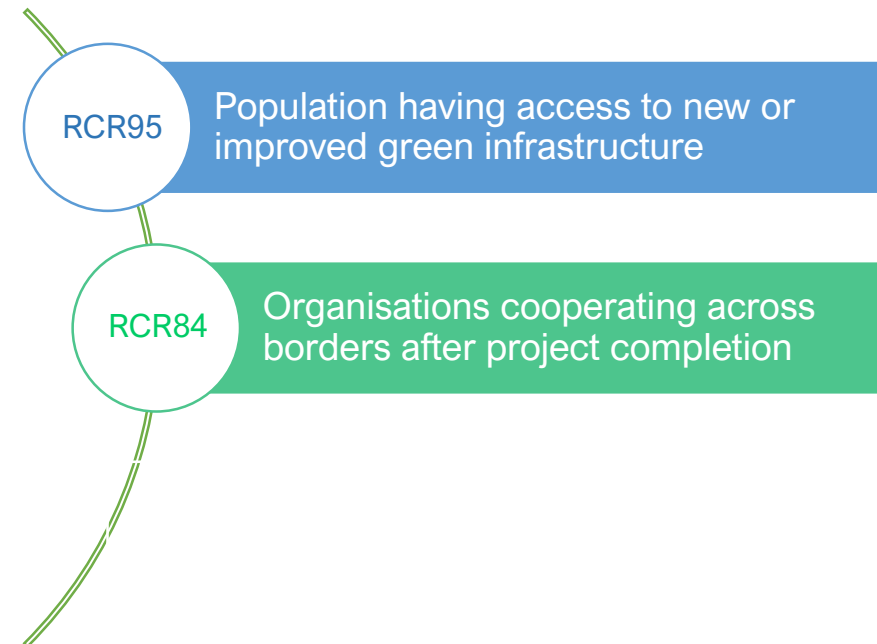 RCR95
Population having access to new or
improved green infrastructure
RCR84
Organisations cooperating across
borders after project completion